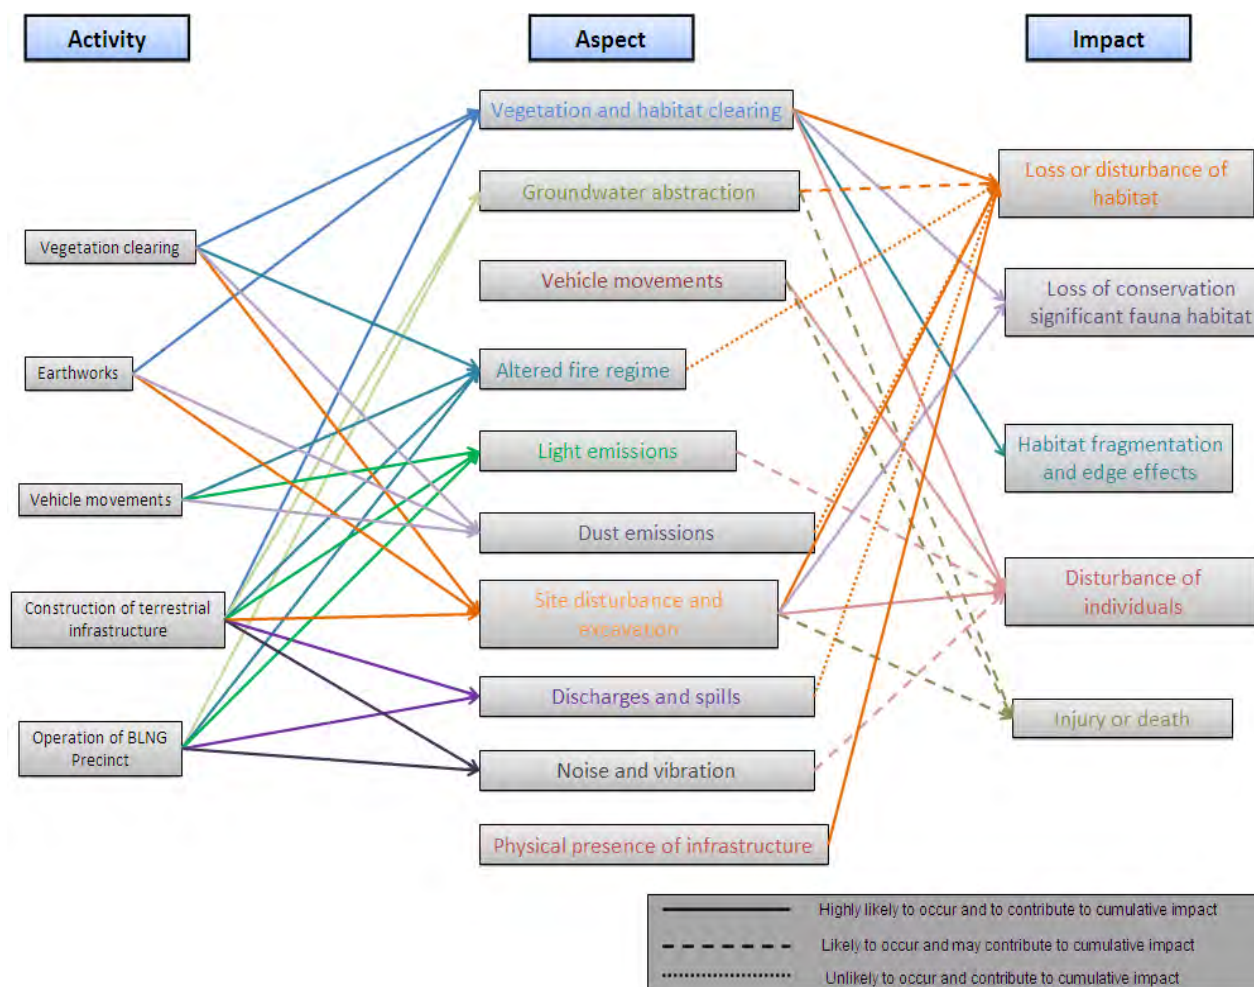 Activity
Aspect
Impact
Vegetation clearing
Earthworks
Vehicle movements
Construction of terrestrial
infrastructure
Operation of BLNG
Precinct
Vegetation and habitat clearing
Groundwater abstraction
Vehicle movements
Altered fire regime
Light emissions
Dust emissions
Site disturbance and
excavation
Discharges and spills
Noise and vibration
Physical presence of infrastructure
Loss or disturbance of
habitat
Loss of conservation
significant fauna habitat
Habitat fragmentation
and edge effects
Disturbance of
individuals
Injury or death
Highly likely to occur and to contribute to cumulative impact
Likely to occur and may contribute to cumulative impact
Unlikely to occur and contribute to cumulative impact